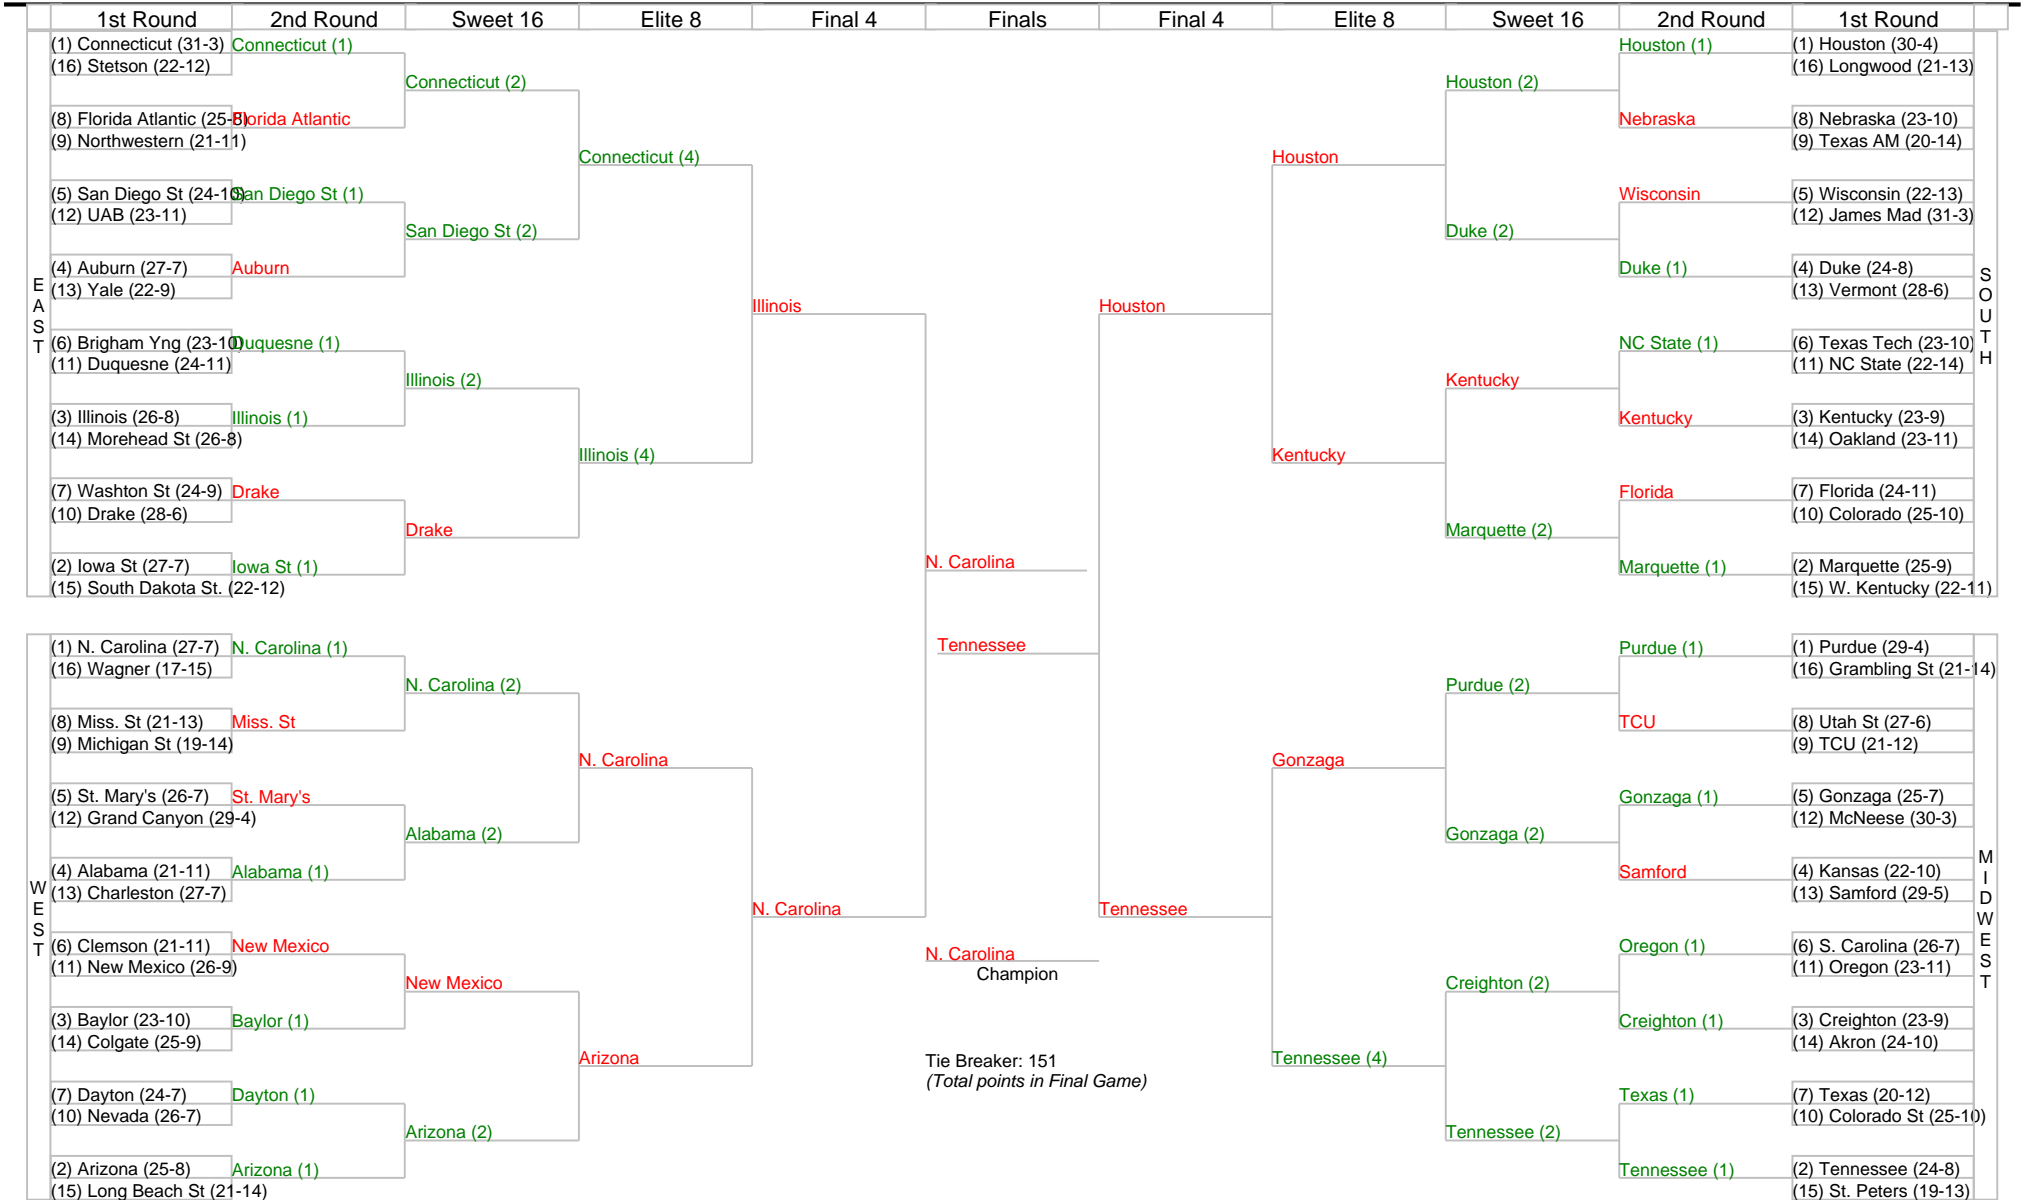 1st Round 2nd Round Sweet 16 Elite 8 Final 4 Finals Final 4 Elite 8 Sweet 16 2nd Round 1st Round
EAST
(1) Connecticut (31-3)
(16) Stetson (22-12)
(8) Florida Atlantic (25-8)
(9) Northwestern (21-11)
(5) San Diego St (24-10)
(12) UAB (23-11)
(4) Auburn (27-7)
(13) Yale (22-9)
(6) Brigham Yng (23-10)
(11) Duquesne (24-11)
(3) Illinois (26-8)
(14) Morehead St (26-8)
(7) Washton St (24-9)
(10) Drake (28-6)
(2) Iowa St (27-7)
(15) South Dakota St. (22-12)
Connecticut (1)
Florida Atlantic
San Diego St (1)
Auburn
Duquesne (1)
Illinois (1)
Drake
Iowa St (1)
Connecticut (2)
San Diego St (2)
Illinois (2)
Drake
Connecticut (4)
Illinois (4)
Illinois
WEST
(1) N. Carolina (27-7)
(16) Wagner (17-15)
(8) Miss. St (21-13)
(9) Michigan St (19-14)
(5) St. Mary's (26-7)
(12) Grand Canyon (29-4)
(4) Alabama (21-11)
(13) Charleston (27-7)
(6) Clemson (21-11)
(11) New Mexico (26-9)
(3) Baylor (23-10)
(14) Colgate (25-9)
(7) Dayton (24-7)
(10) Nevada (26-7)
(2) Arizona (25-8)
(15) Long Beach St (21-14)
N. Carolina (1)
Miss. St
St. Mary's
Alabama (1)
New Mexico
Baylor (1)
Dayton (1)
Arizona (1)
N. Carolina (2)
Alabama (2)
New Mexico
Arizona (2)
N. Carolina
Arizona
N. Carolina
N. Carolina
Tennessee
N. Carolina
Champion
Tie Breaker: 151
(Total points in Final Game)
Houston
Houston
Kentucky
Houston (2)
Duke (2)
Kentucky
Marquette (2)
Houston (1)
Nebraska
Wisconsin
Duke (1)
NC State (1)
Kentucky
Florida
Marquette (1)
(1) Houston (30-4)
(16) Longwood (21-13)
(8) Nebraska (23-10)
(9) Texas AM (20-14)
(5) Wisconsin (22-13)
(12) James Mad (31-3)
(4) Duke (24-8)
(13) Vermont (28-6)
(6) Texas Tech (23-10)
(11) NC State (22-14)
(3) Kentucky (23-9)
(14) Oakland (23-11)
(7) Florida (24-11)
(10) Colorado (25-10)
(2) Marquette (25-9)
(15) W. Kentucky (22-11)
SOUTH
Tennessee
Gonzaga
Tennessee (4)
Purdue (2)
Gonzaga (2)
Creighton (2)
Tennessee (2)
Purdue (1)
TCU
Gonzaga (1)
Samford
Oregon (1)
Creighton (1)
Texas (1)
Tennessee (1)
(1) Purdue (29-4)
(16) Grambling St (21-14)
(8) Utah St (27-6)
(9) TCU (21-12)
(5) Gonzaga (25-7)
(12) McNeese (30-3)
(4) Kansas (22-10)
(13) Samford (29-5)
(6) S. Carolina (26-7)
(11) Oregon (23-11)
(3) Creighton (23-9)
(14) Akron (24-10)
(7) Texas (20-12)
(10) Colorado St (25-10)
(2) Tennessee (24-8)
(15) St. Peters (19-13)
MIDWEST